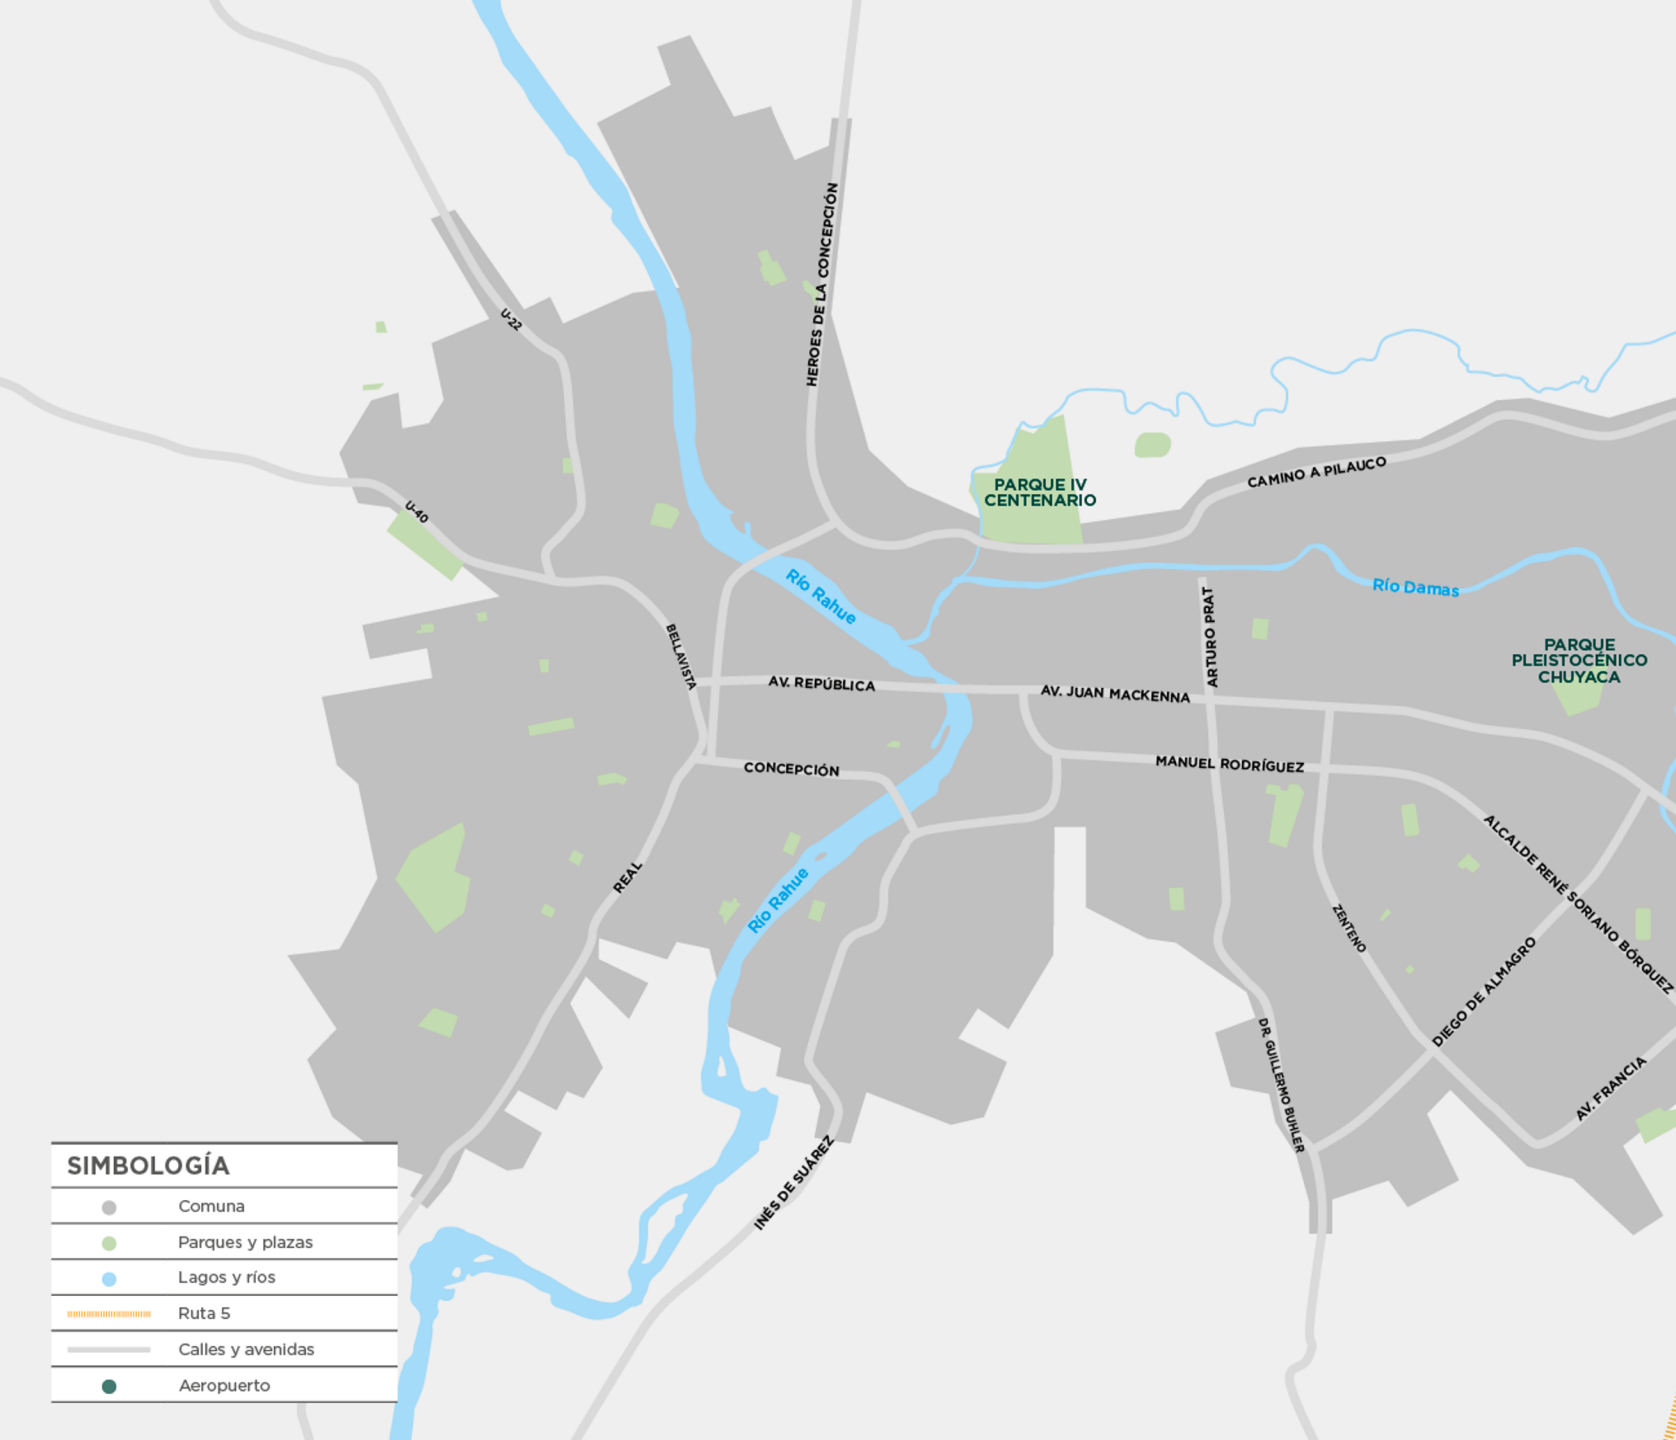 HEROES DE LA CONCEPCIÓN
U-22
CAMINO A PILAUCO
PARQUE IV
CENTENARIO
U-40
Río Rahue
Río Damas
ARTURO PRAT
BELLAVISTA
PARQUE
PLEISTOCÉNICO
CHUYACA
AV. REPÚBLICA
AV. JUAN MACKENNA
CONCEPCIÓN
MANUEL RODRÍGUEZ
REAL
Río Rahue
ALCALDE RENÉ SORIANO BÓRQUEZ
ZENTENO
DIEGO DE ALMAGRO
DR. GUILLERMO BUHLER
AV. FRANCIA
INÉS DE SUÁREZ
SIMBOLOGÍA
Comuna
Parques y plazas
Lagos y ríos
Ruta 5
Calles y avenidas
Aeropuerto